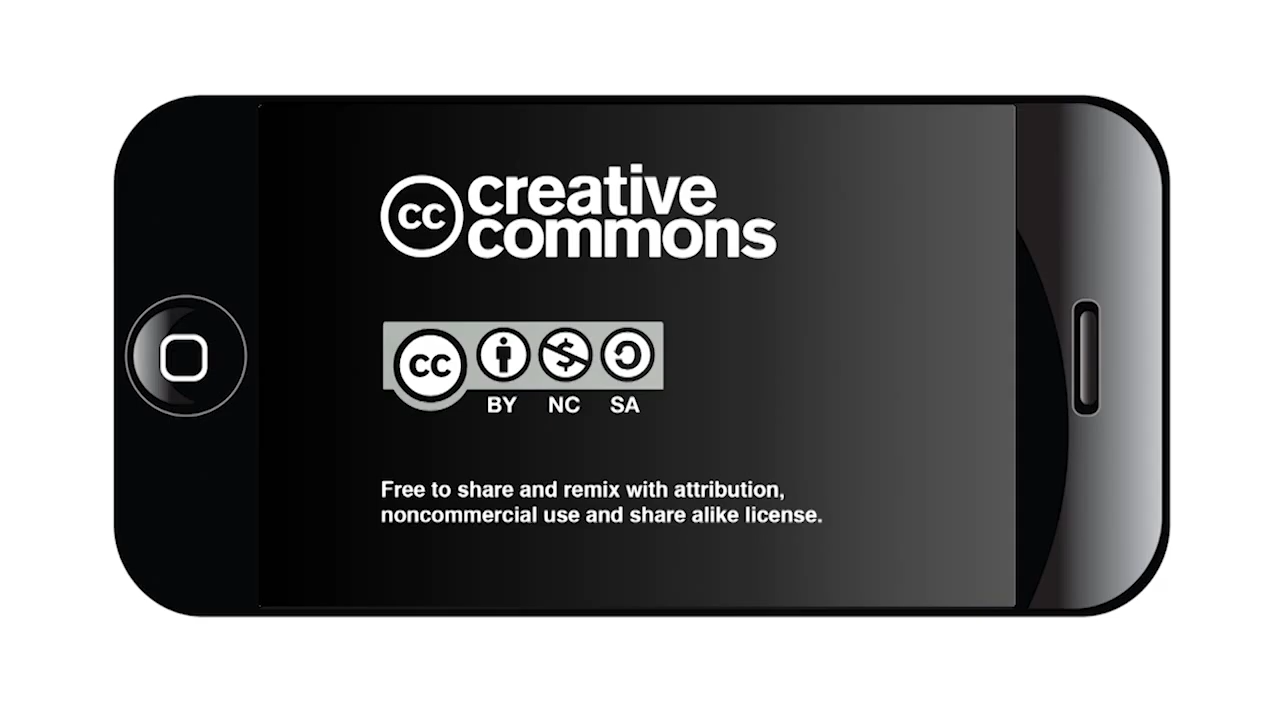 cc creative
commons
cc
BY NC SA
Free to share and remix with attribution,
noncommercial use and share alike license.